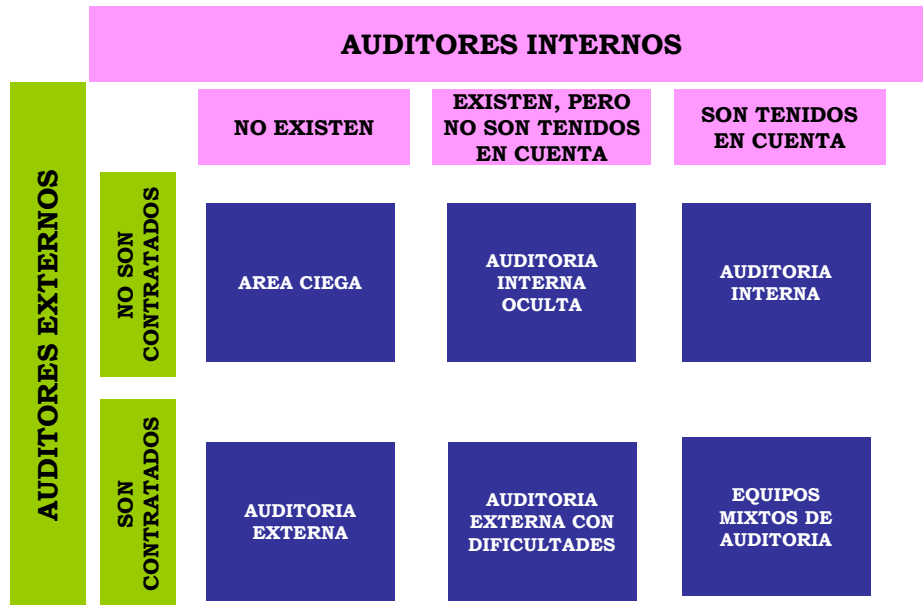 AUDITORES INTERNOS
NO EXISTEN
EXISTEN, PERO
NO SON TENIDOS
EN CUENTA
SON TENIDOS
EN CUENTA
AUDITORES EXTERNOS
NO SON
CONTRATADOS
AREA CIEGA
AUDITORIA
INTERNA
OCULTA
AUDITORIA
INTERNA
SON
CONTRATADOS
AUDITORIA
EXTERNA
AUDITORIA
EXTERNA CON
DIFICULTADES
EQUIPOS
MIXTOS DE
AUDITORIA